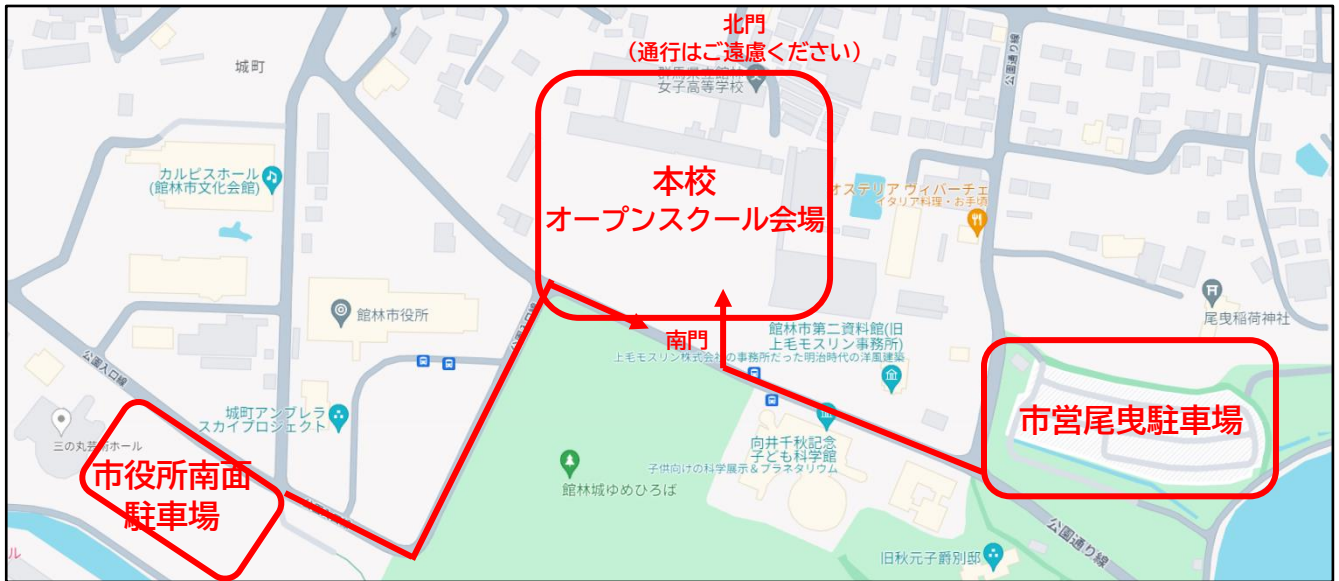 北門
（通行はご遠慮ください）
群馬県立館林
女子高等学校
城町
公園通り線
カルピスホール
(館林市文化会館)
本校
オープンスクール会場
オステリア ヴィバーチェ
イタリア料理・お手頃
館林市役所
尾曳稲荷神社
南門
館林市第二資料館(旧
上毛モスリン事務所)
上毛モスリン株式会社の事務所だった明治時代の洋風建築
公園入口線
城町アンブレラ
スカイプロジェクト
三の丸芸術ホール
市役所南面
駐車場
市営尾曳駐車場
向井千秋記念
子ども科学館
子供向けの科学展示＆プラネタリウム
館林城ゆめひろば
旧秋元子爵別邸
公園通り線
ル